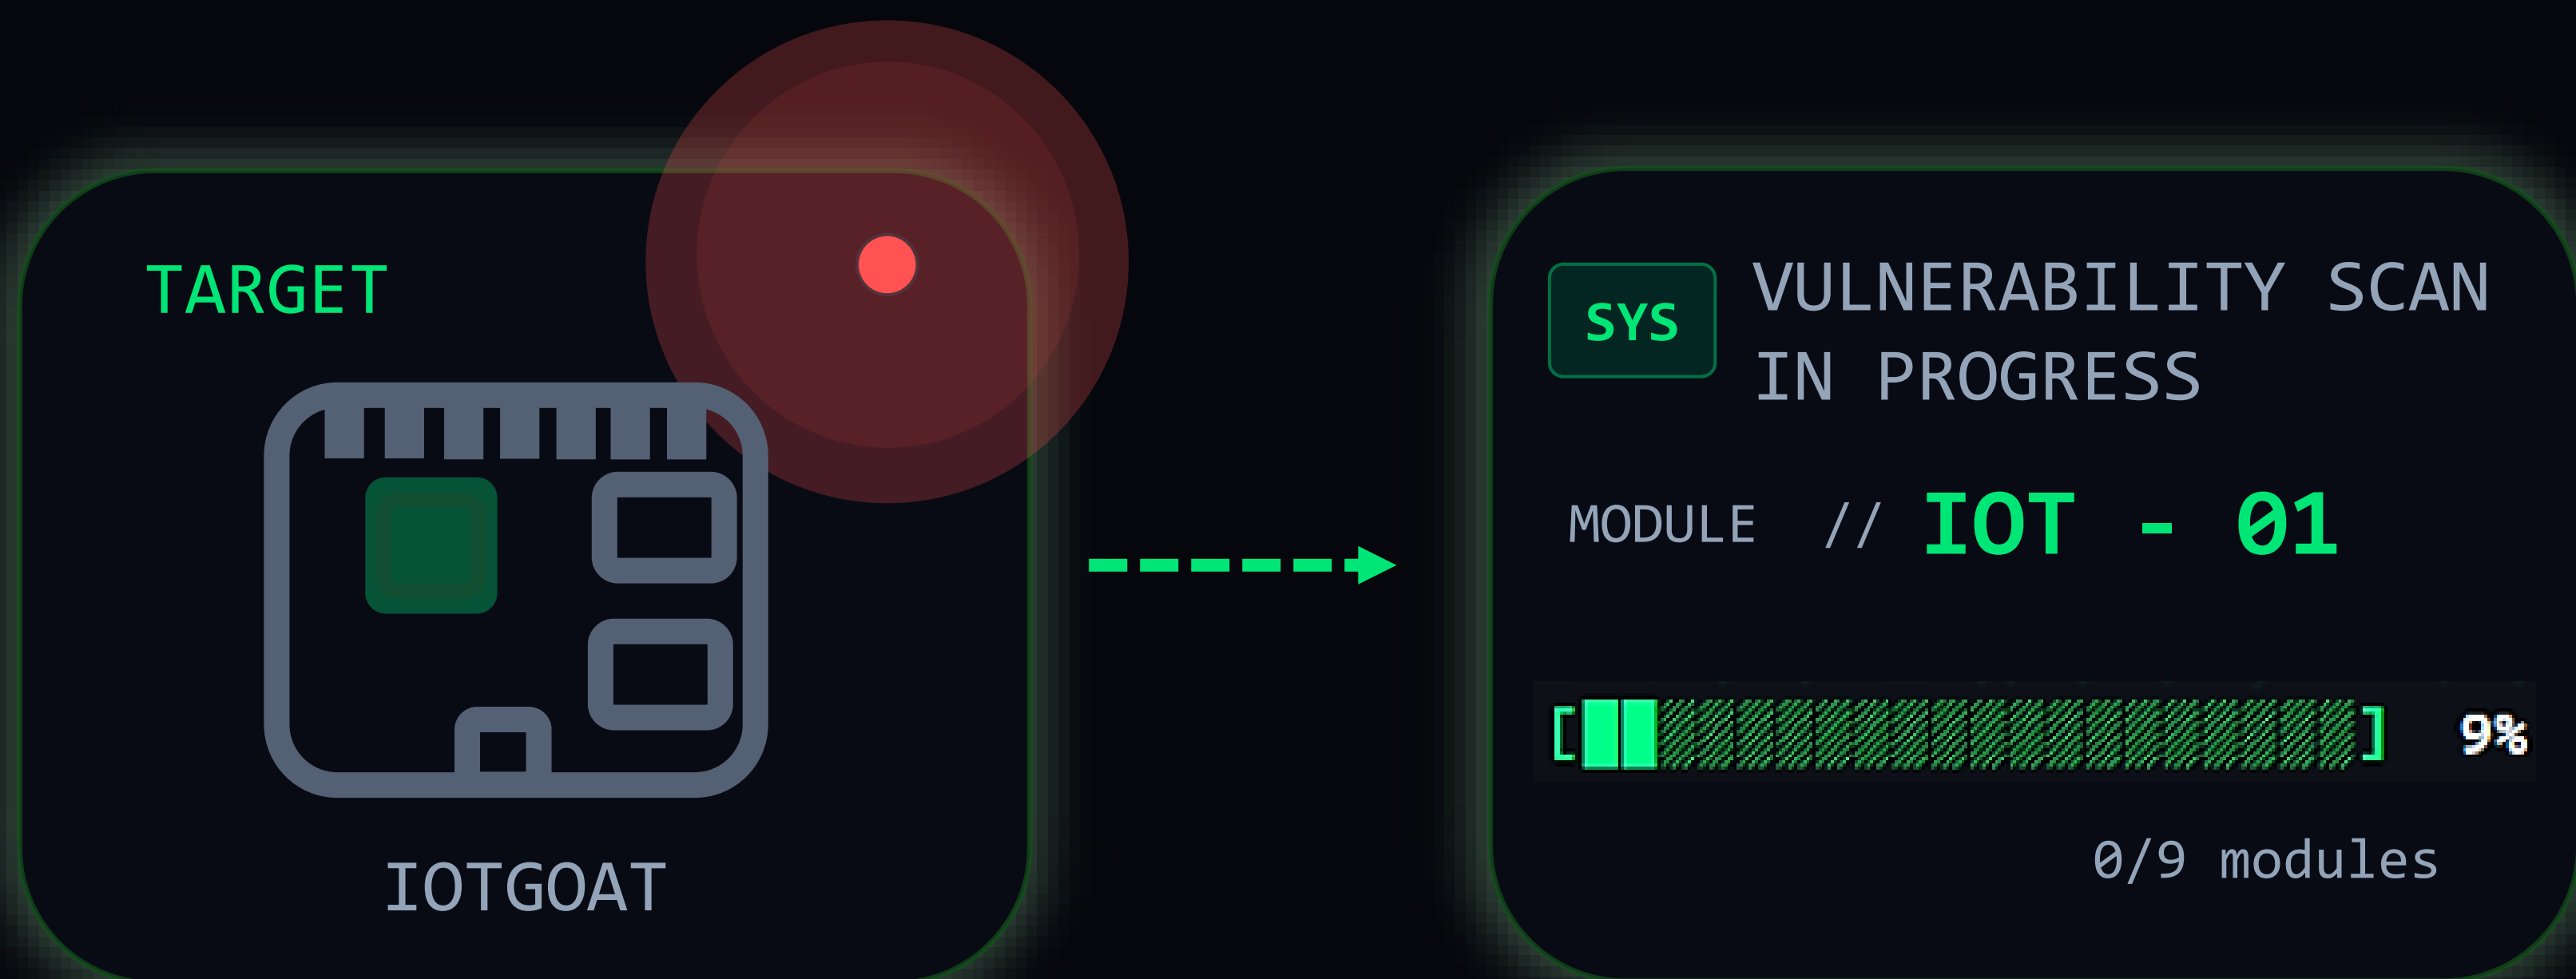 TARGET
IOTGOAT
SYS
VULNERABILITY SCAN
IN PROGRESS
MODULE // IOT - 01
[ ] 9%
0/9 modules